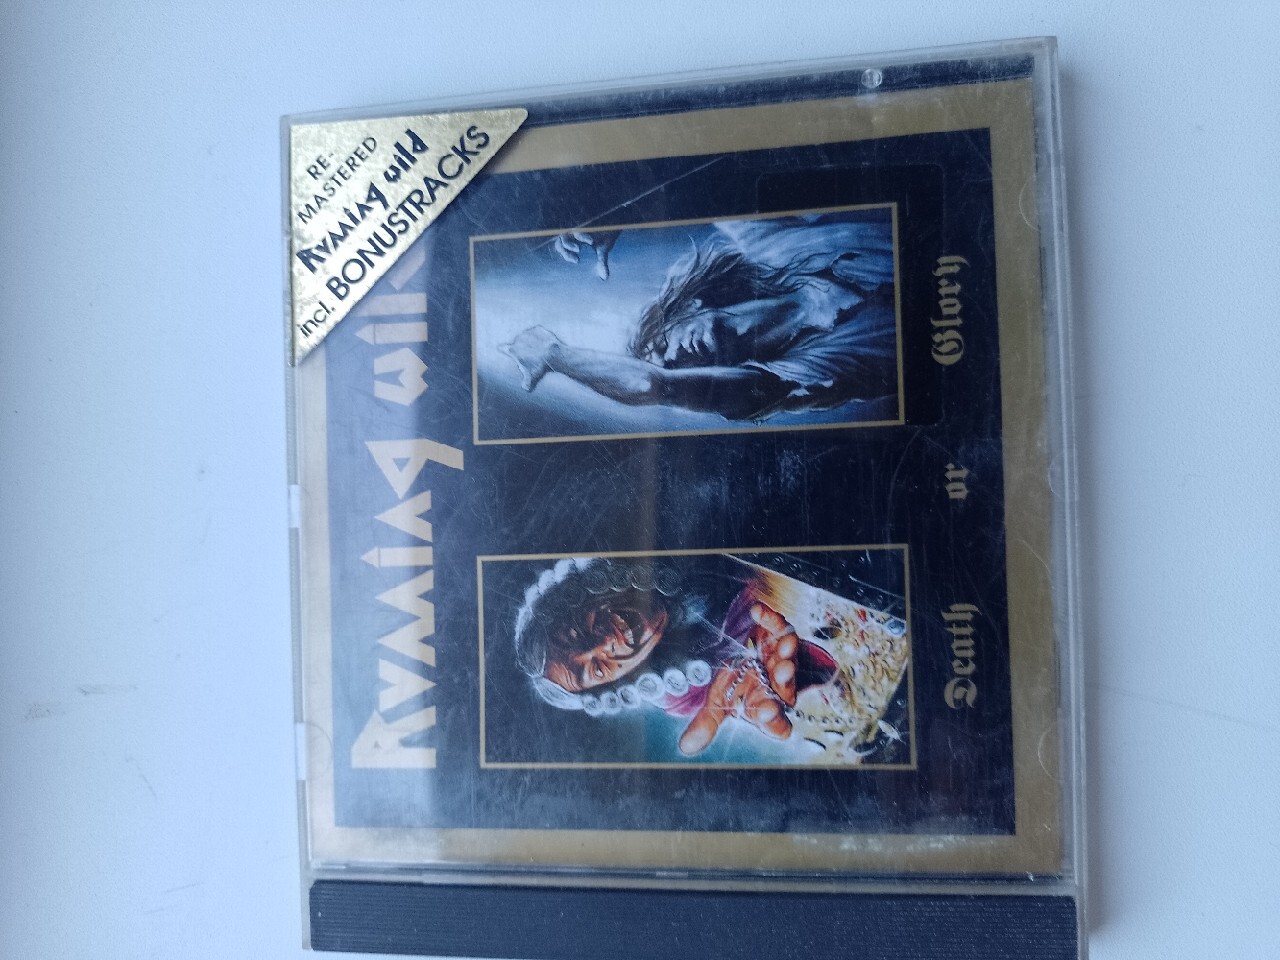 RE-
MASTERED
Running Wild
incl. BONUSTRACKS
Running Wild
Death or Glory